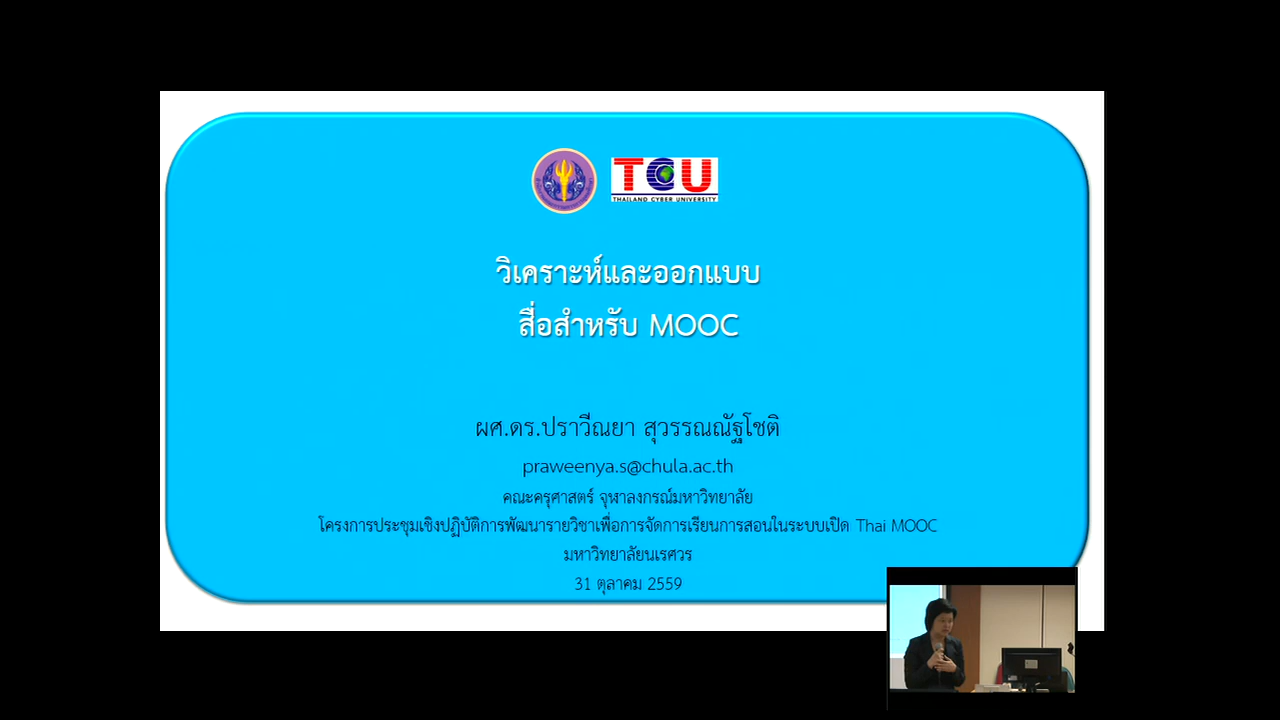 TCU
THAILAND CYBER UNIVERSITY
วิเคราะห์และออกแบบ
สื่อสำหรับ MOOC
ผศ.ดร.ปราวีณยา สุวรรณณัฐโชติ
praweenya.s@chula.ac.th
คณะครุศาสตร์ จุฬาลงกรณ์มหาวิทยาลัย
โครงการประชุมเชิงปฏิบัติการพัฒนารายวิชาเพื่อการจัดการเรียนการสอนในระบบเปิด Thai MOOC
มหาวิทยาลัยนเรศวร
31 ตุลาคม 2559